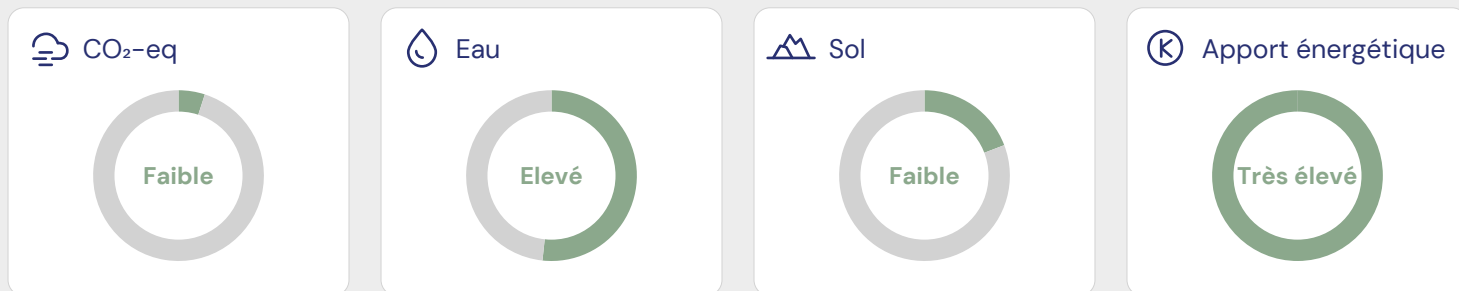 CO₂-eq
Faible
Eau
Elevé
Sol
Faible
K Apport énergétique
Très élevé